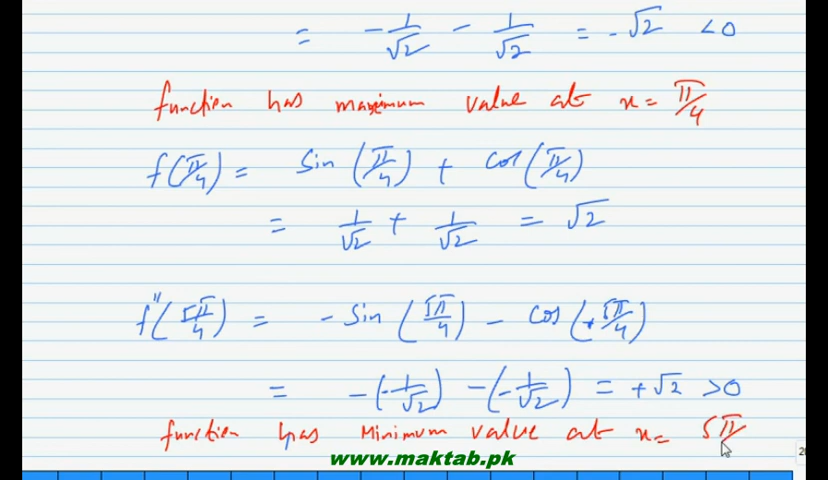 = -1/√2 - 1/√2 = -√2 <0
function has maximum value at x= π/4
f(π/4) = Sin (π/4) + Cos (π/4)
= 1/√2 + 1/√2 = √2
f"(5π/4) = - Sin (5π/4) - Cos (+5π/4)
= -(-1/√2) -(-1/√2) = +√2 >0
function has Minimum value at x= 5π/
www.maktab.pk